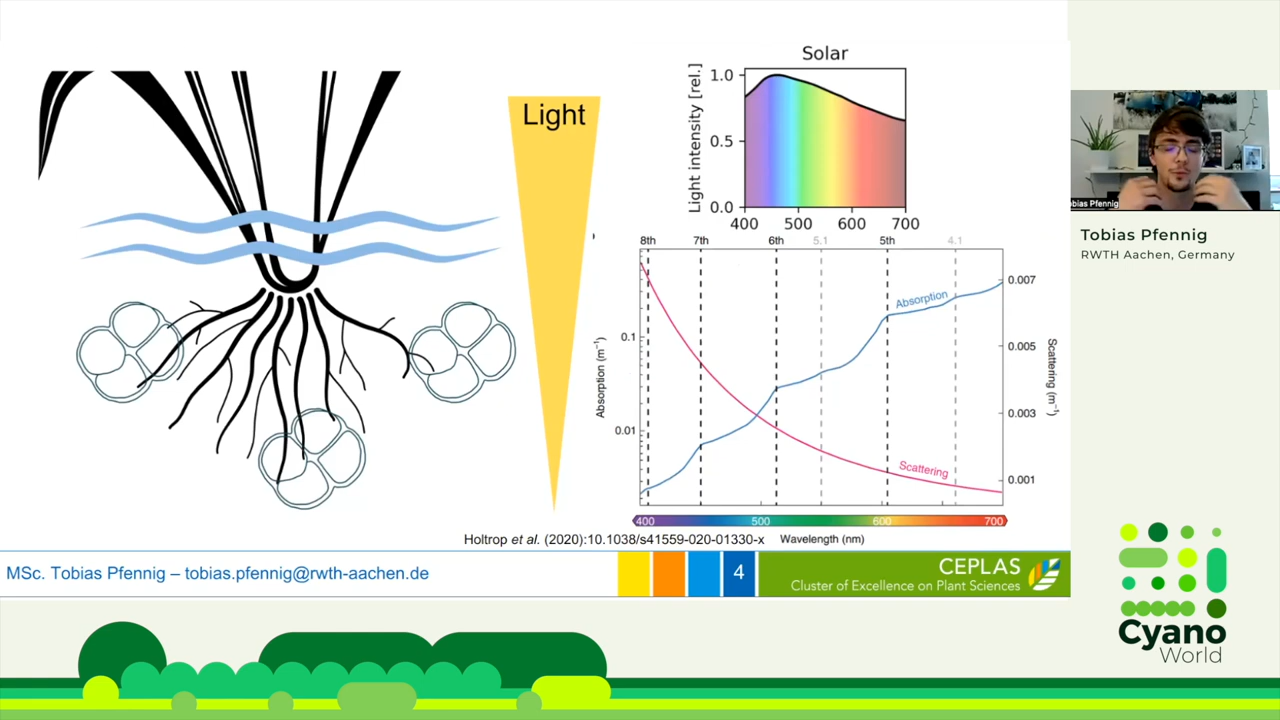 Light
Solar
Light intensity [rel.]
1.0
0.5
0.0
400 500 600 700
8th 7th 6th 5.1 5th 4.1
Absorption (m⁻¹)
0.1
0.01
Absorption
Scattering
0.007
0.005
0.003
0.001
Scattering (m⁻¹)
400 500 600 700
Holtrop et al. (2020):10.1038/s41559-020-01330-x
Wavelength (nm)
MSc. Tobias Pfennig – tobias.pfennig@rwth-aachen.de
4
CEPLAS
Cluster of Excellence on Plant Sciences
obias Pfennig
Tobias Pfennig
RWTH Aachen, Germany
Cyano
World